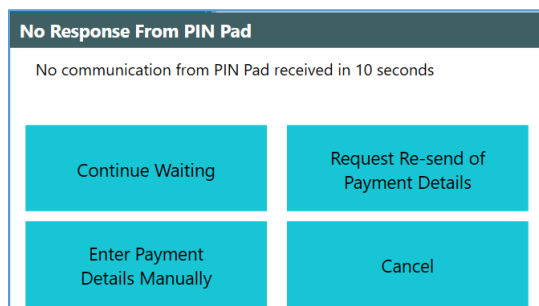 No Response From PIN Pad
No communication from PIN Pad received in 10 seconds
Continue Waiting
Request Re-send of
Payment Details
Enter Payment
Details Manually
Cancel